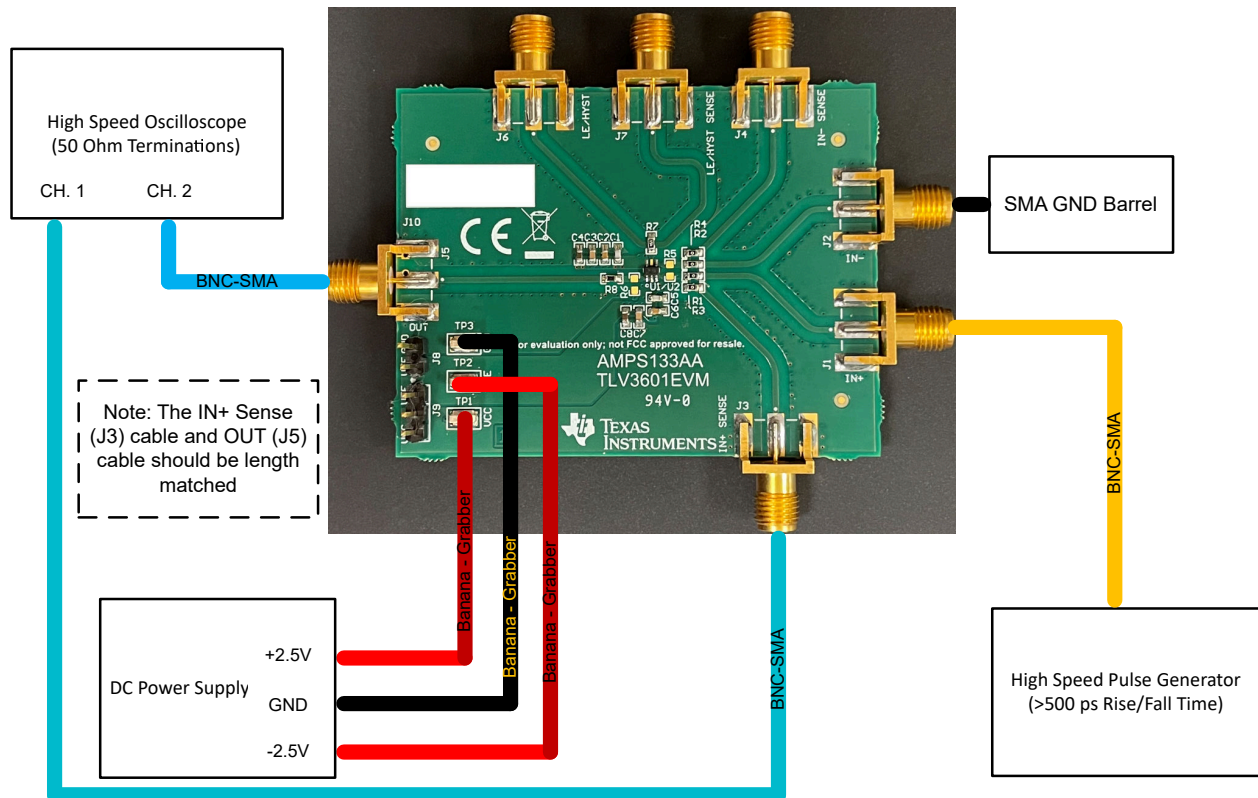 High Speed Oscilloscope
(50 Ohm Terminations)
CH. 1
CH. 2
BNC-SMA
Note: The IN+ Sense
(J3) cable and OUT (J5)
cable should be length
matched
DC Power Supply
+2.5V
GND
-2.5V
Banana - Grabber
Banana - Grabber
Banana - Grabber
BNC-SMA
BNC-SMA
SMA GND Barrel
High Speed Pulse Generator
(>500 ps Rise/Fall Time)
J6
LE/HYST
J7
LE/HYST SENSE
J4
IN- SENSE
J10
J5
CE
C4C3C2C1
R7
R4
R2
R5
R8
R6
U1/U2
R1
R3
C6C5
C8C7
J2
IN-
J1
IN+
OUT
J8
J9
TP3
TP2
TP1
VCC
or evaluation only; not FCC approved for resale.
AMPS133AA
TLV3601EVM
94V-0
TEXAS
INSTRUMENTS
J3
IN+ SENSE